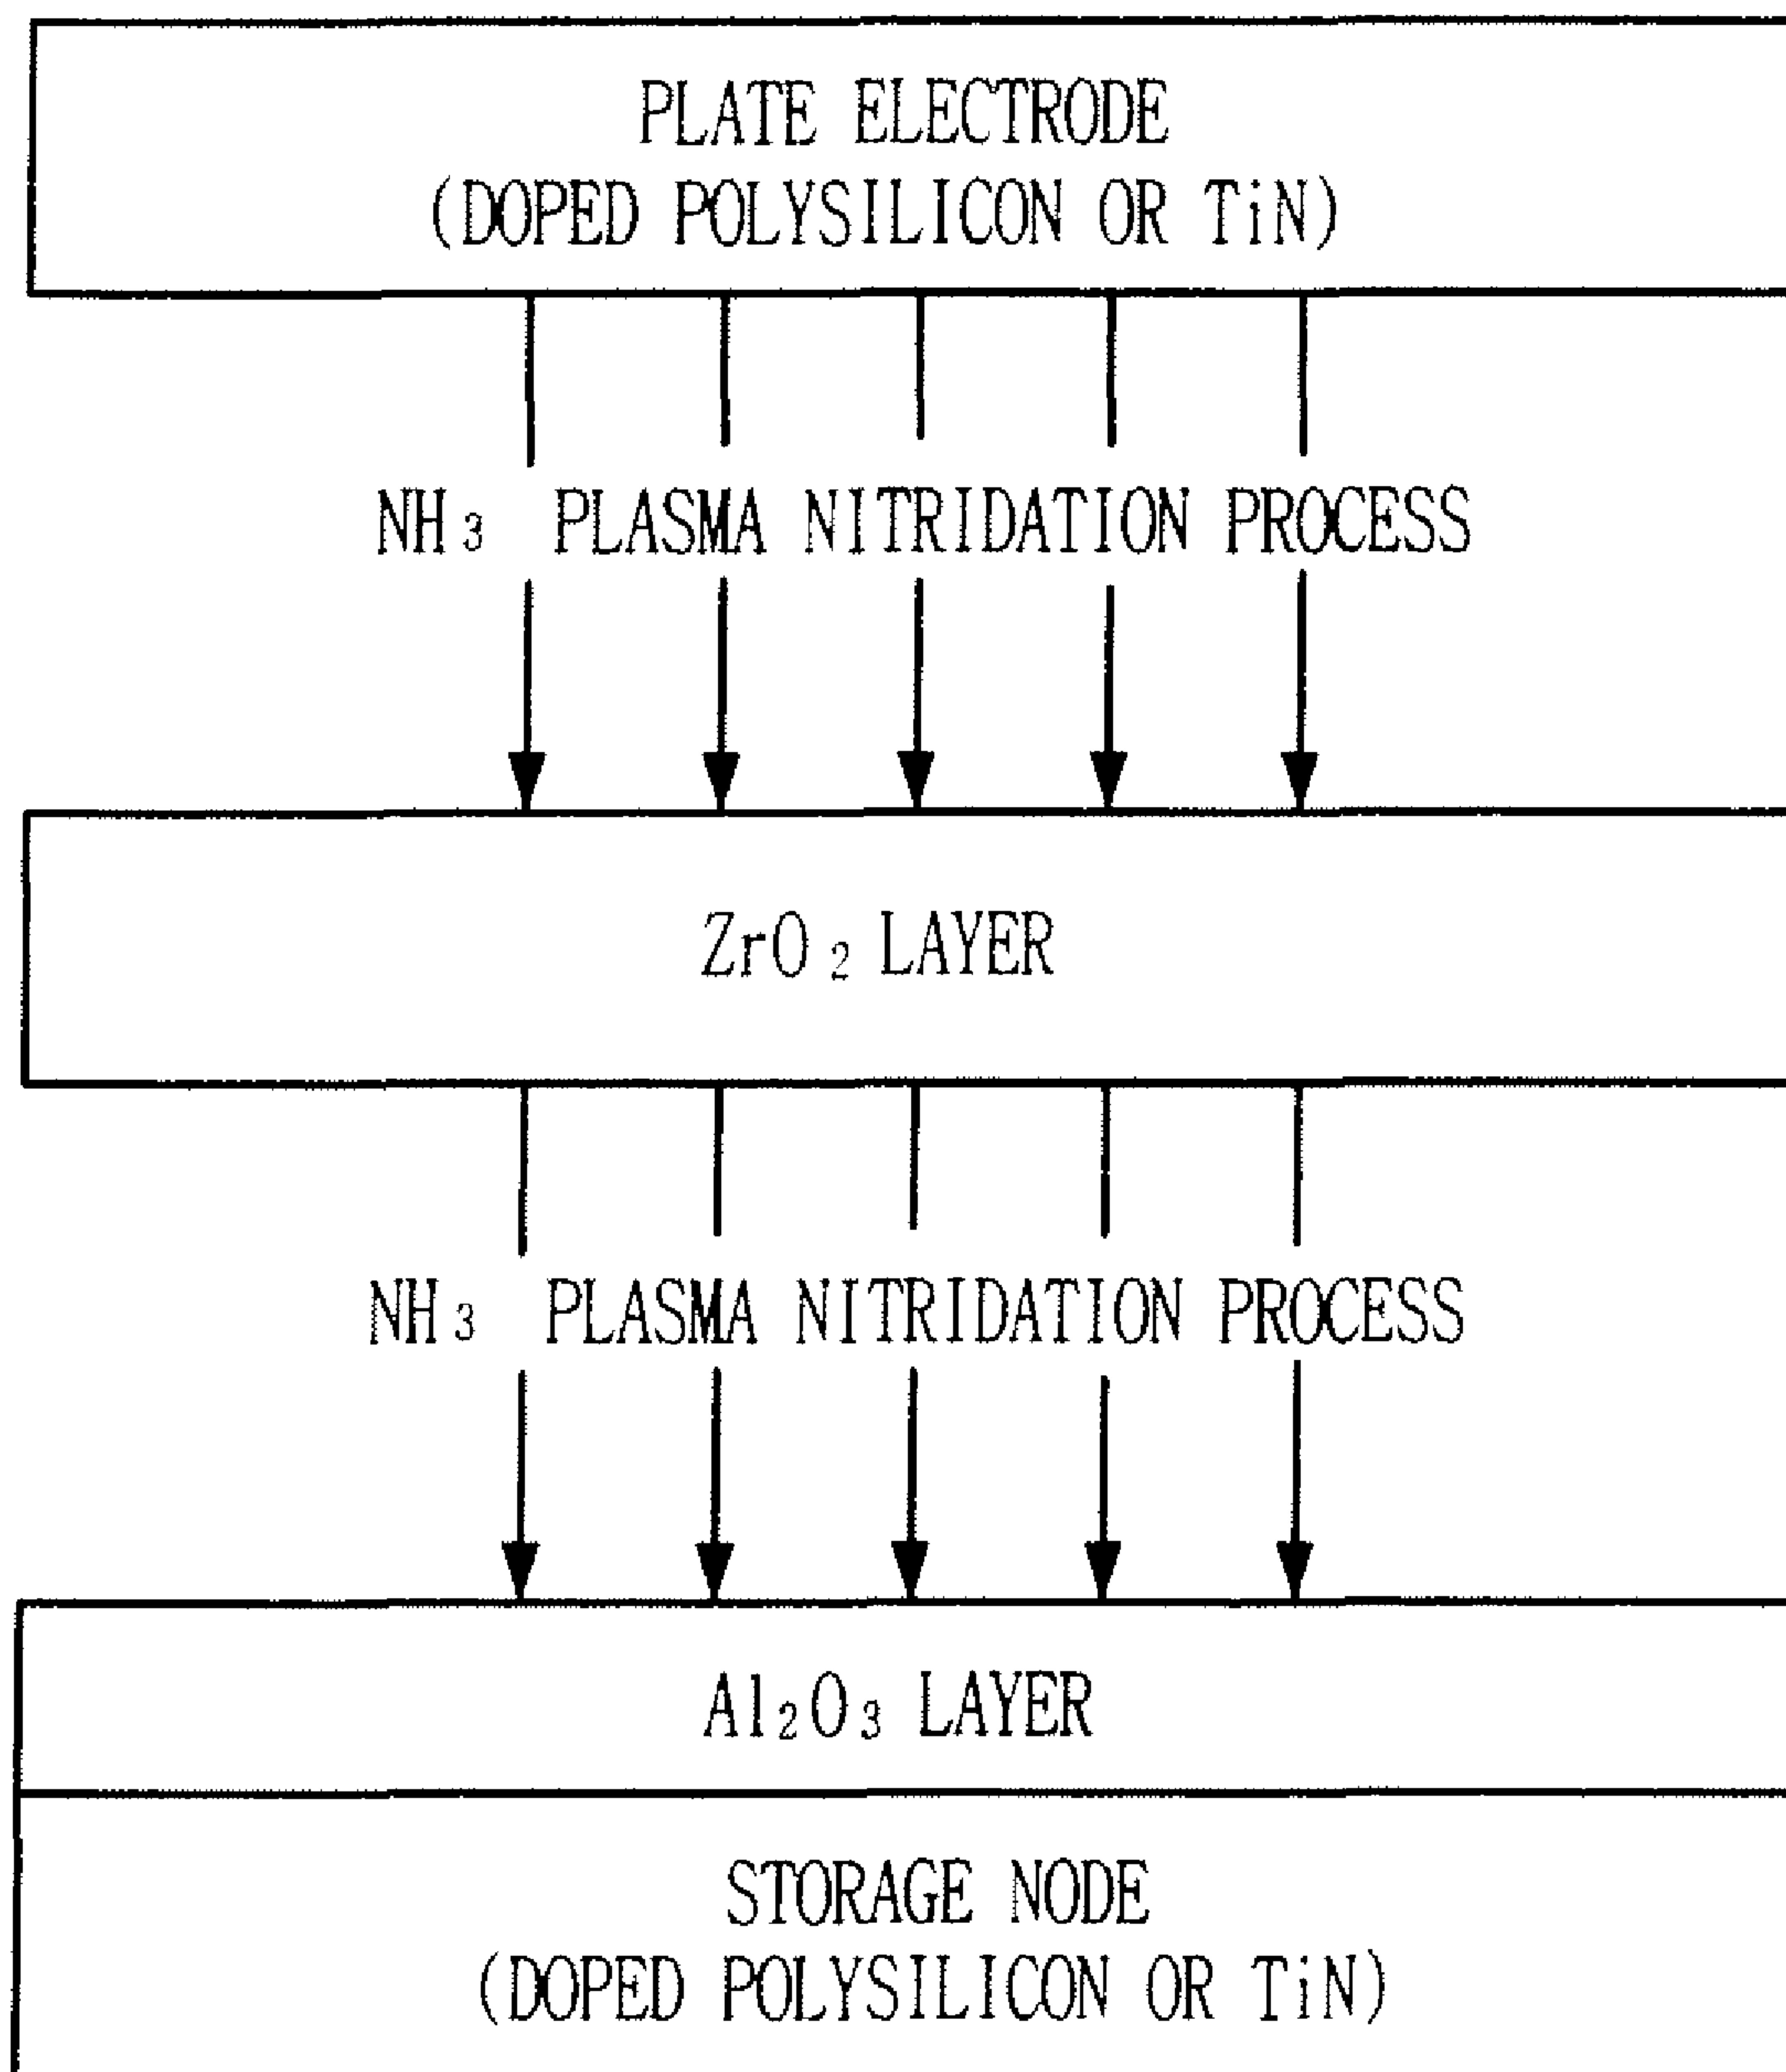 PLATE ELECTRODE
(DOPED POLYSILICON OR TiN)
NH₃ PLASMA NITRIDATION PROCESS
ZrO₂ LAYER
NH₃ PLASMA NITRIDATION PROCESS
Al₂O₃ LAYER
STORAGE NODE
(DOPED POLYSILICON OR TiN)